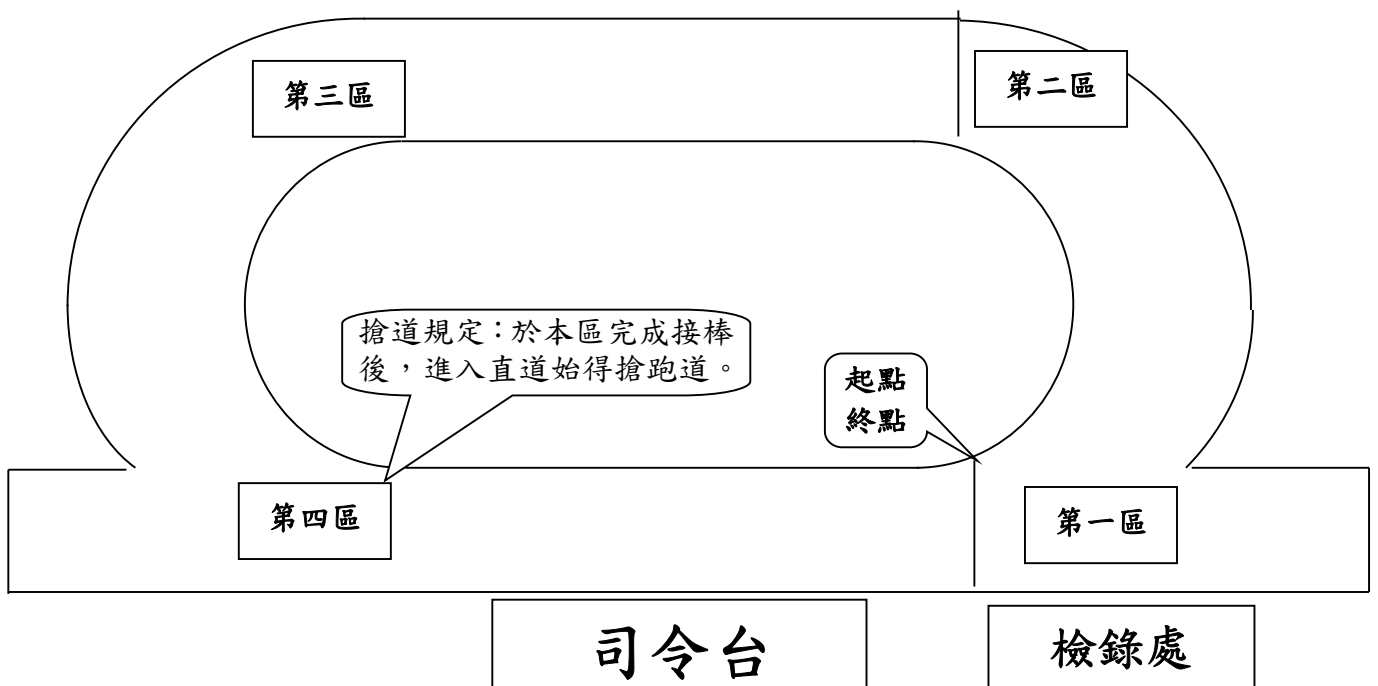 第三區
第二區
搶道規定：於本區完成接棒
後，進入直道始得搶跑道。
起點
終點
第四區
第一區
司令台
檢錄處